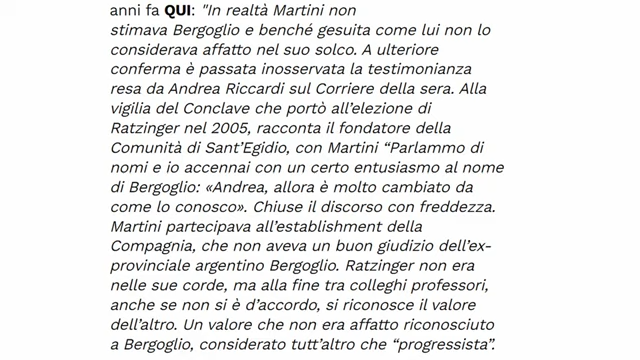 anni fa QUI: "In realtà Martini non
stimava Bergoglio e benché gesuita come lui non lo
considerava affatto nel suo solco. A ulteriore
conferma è passata inosservata la testimonianza
resa da Andrea Riccardi sul Corriere della sera. Alla
vigilia del Conclave che portò all’elezione di
Ratzinger nel 2005, racconta il fondatore della
Comunità di Sant’Egidio, con Martini “Parlammo di
nomi e io accennai con un certo entusiasmo al nome
di Bergoglio: «Andrea, allora è molto cambiato da
come lo conosco». Chiuse il discorso con freddezza.
Martini partecipava all’establishment della
Compagnia, che non aveva un buon giudizio dell’ex-
provinciale argentino Bergoglio. Ratzinger non era
nelle sue corde, ma alla fine tra colleghi professori,
anche se non si è d’accordo, si riconosce il valore
dell’altro. Un valore che non era affatto riconosciuto
a Bergoglio, considerato tutt’altro che “progressista”.